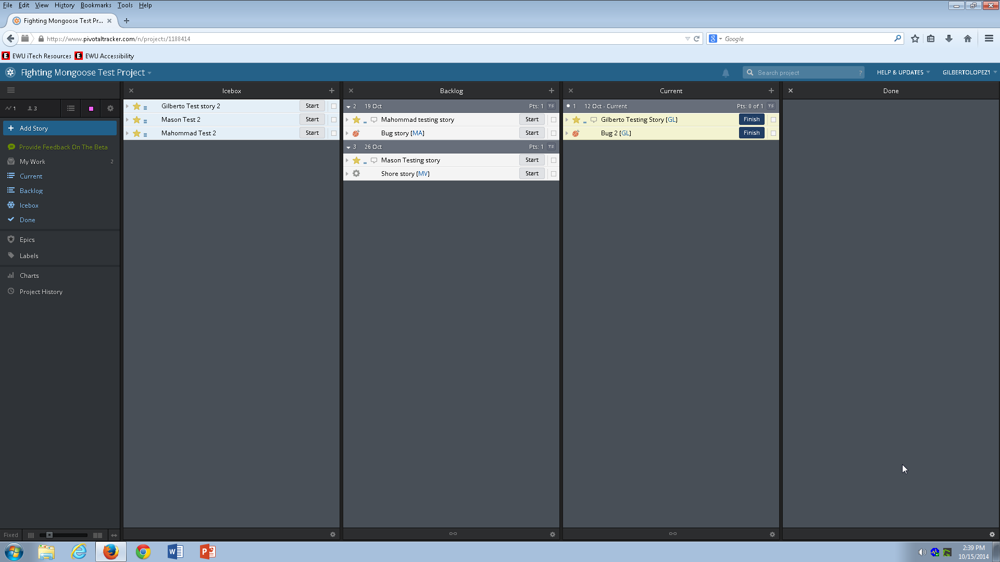 File Edit View History Bookmarks Tools Help
Fighting Mongoose Test Pr...
https://www.pivotaltracker.com/n/projects/1188414
8 Google
E EWU iTech Resources E EWU Accessibility
Fighting Mongoose Test Project
Search project ?
HELP & UPDATES
GILBERTOLOPEZ1
1 3
Add Story
Provide Feedback On The Beta
My Work 2
Current
Backlog
Icebox
Done
Epics
Labels
Charts
Project History
Fixed
Icebox
Gilberto Test story 2 Start
Mason Test 2 Start
Mahommad Test 2 Start
Backlog
2 19 Oct Pts: 1 TS
Mahommad testing story Start
Bug story (MA) Start
3 26 Oct Pts: 1 TS
Mason Testing story Start
Shore story (MV) Start
Current
1 12 Oct - Current Pts: 0 of 1 TS
Gilberto Testing Story (GL) Finish
Bug 2 (GL) Finish
Done
2:39 PM
10/15/2014